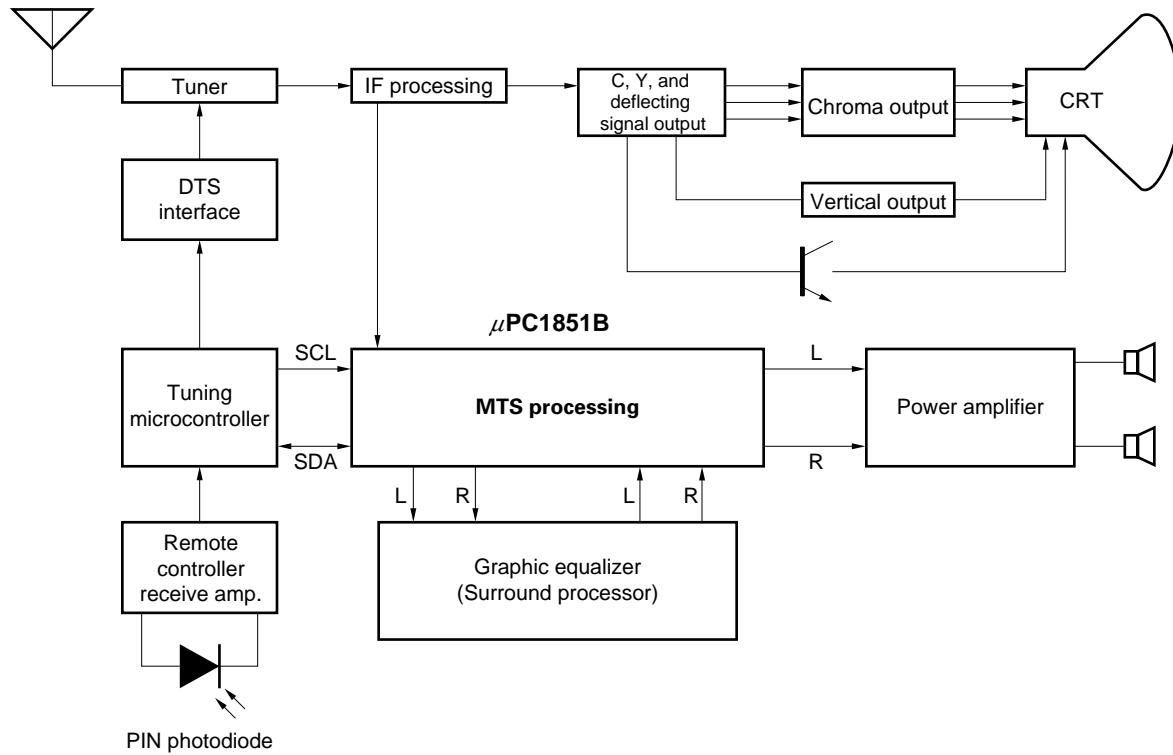 Tuner
IF processing
C, Y, and
deflecting
signal output
Chroma output
CRT
DTS
interface
Vertical output
μPC1851B
Tuning
microcontroller
SCL
SDA
MTS processing
L
R
Power amplifier
L
R
L
R
Remote
controller
receive amp.
Graphic equalizer
(Surround processor)
PIN photodiode